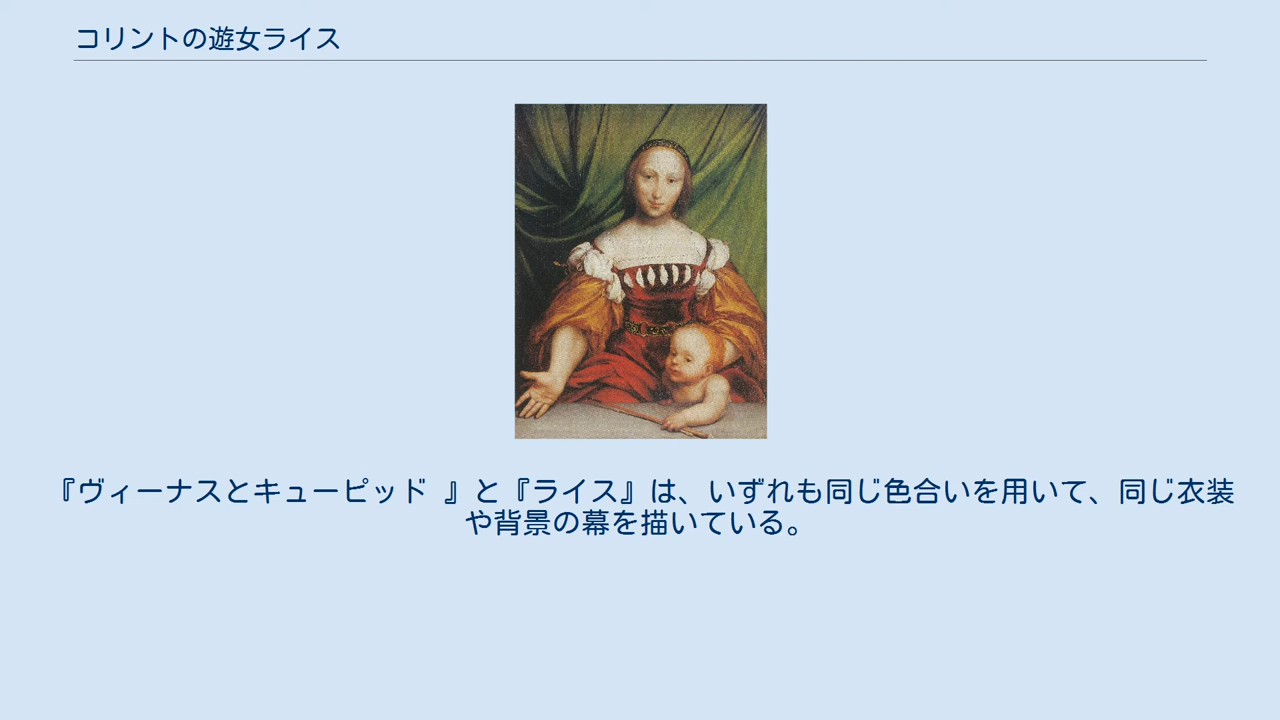 コリントの遊女ライス
『ヴィーナスとキューピッド 』と『ライス』は、いずれも同じ色合いを用いて、同じ衣装
や背景の幕を描いている。